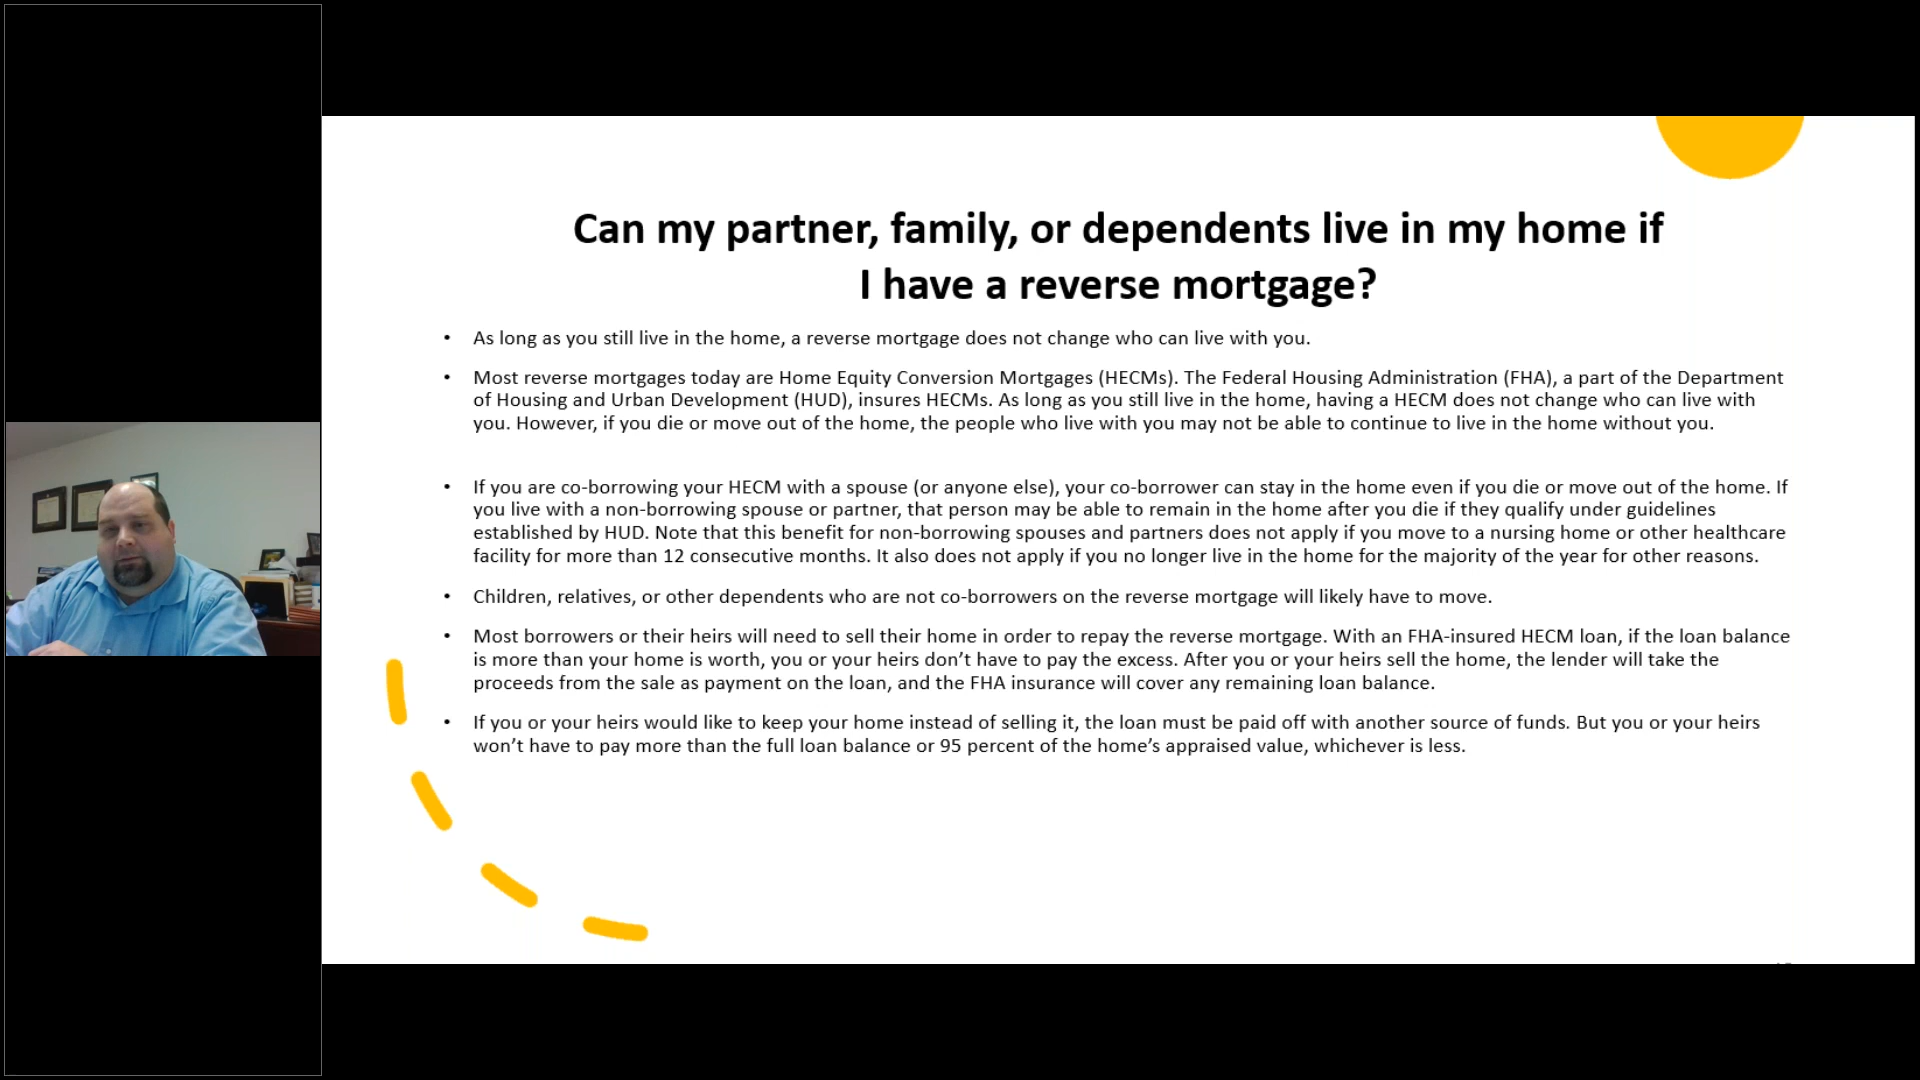 Can my partner, family, or dependents live in my home if
I have a reverse mortgage?
• As long as you still live in the home, a reverse mortgage does not change who can live with you.
• Most reverse mortgages today are Home Equity Conversion Mortgages (HECMs). The Federal Housing Administration (FHA), a part of the Department
of Housing and Urban Development (HUD), insures HECMs. As long as you still live in the home, having a HECM does not change who can live with
you. However, if you die or move out of the home, the people who live with you may not be able to continue to live in the home without you.
• If you are co-borrowing your HECM with a spouse (or anyone else), your co-borrower can stay in the home even if you die or move out of the home. If
you live with a non-borrowing spouse or partner, that person may be able to remain in the home after you die if they qualify under guidelines
established by HUD. Note that this benefit for non-borrowing spouses and partners does not apply if you move to a nursing home or other healthcare
facility for more than 12 consecutive months. It also does not apply if you no longer live in the home for the majority of the year for other reasons.
• Children, relatives, or other dependents who are not co-borrowers on the reverse mortgage will likely have to move.
• Most borrowers or their heirs will need to sell their home in order to repay the reverse mortgage. With an FHA-insured HECM loan, if the loan balance
is more than your home is worth, you or your heirs don’t have to pay the excess. After you or your heirs sell the home, the lender will take the
proceeds from the sale as payment on the loan, and the FHA insurance will cover any remaining loan balance.
• If you or your heirs would like to keep your home instead of selling it, the loan must be paid off with another source of funds. But you or your heirs
won’t have to pay more than the full loan balance or 95 percent of the home’s appraised value, whichever is less.